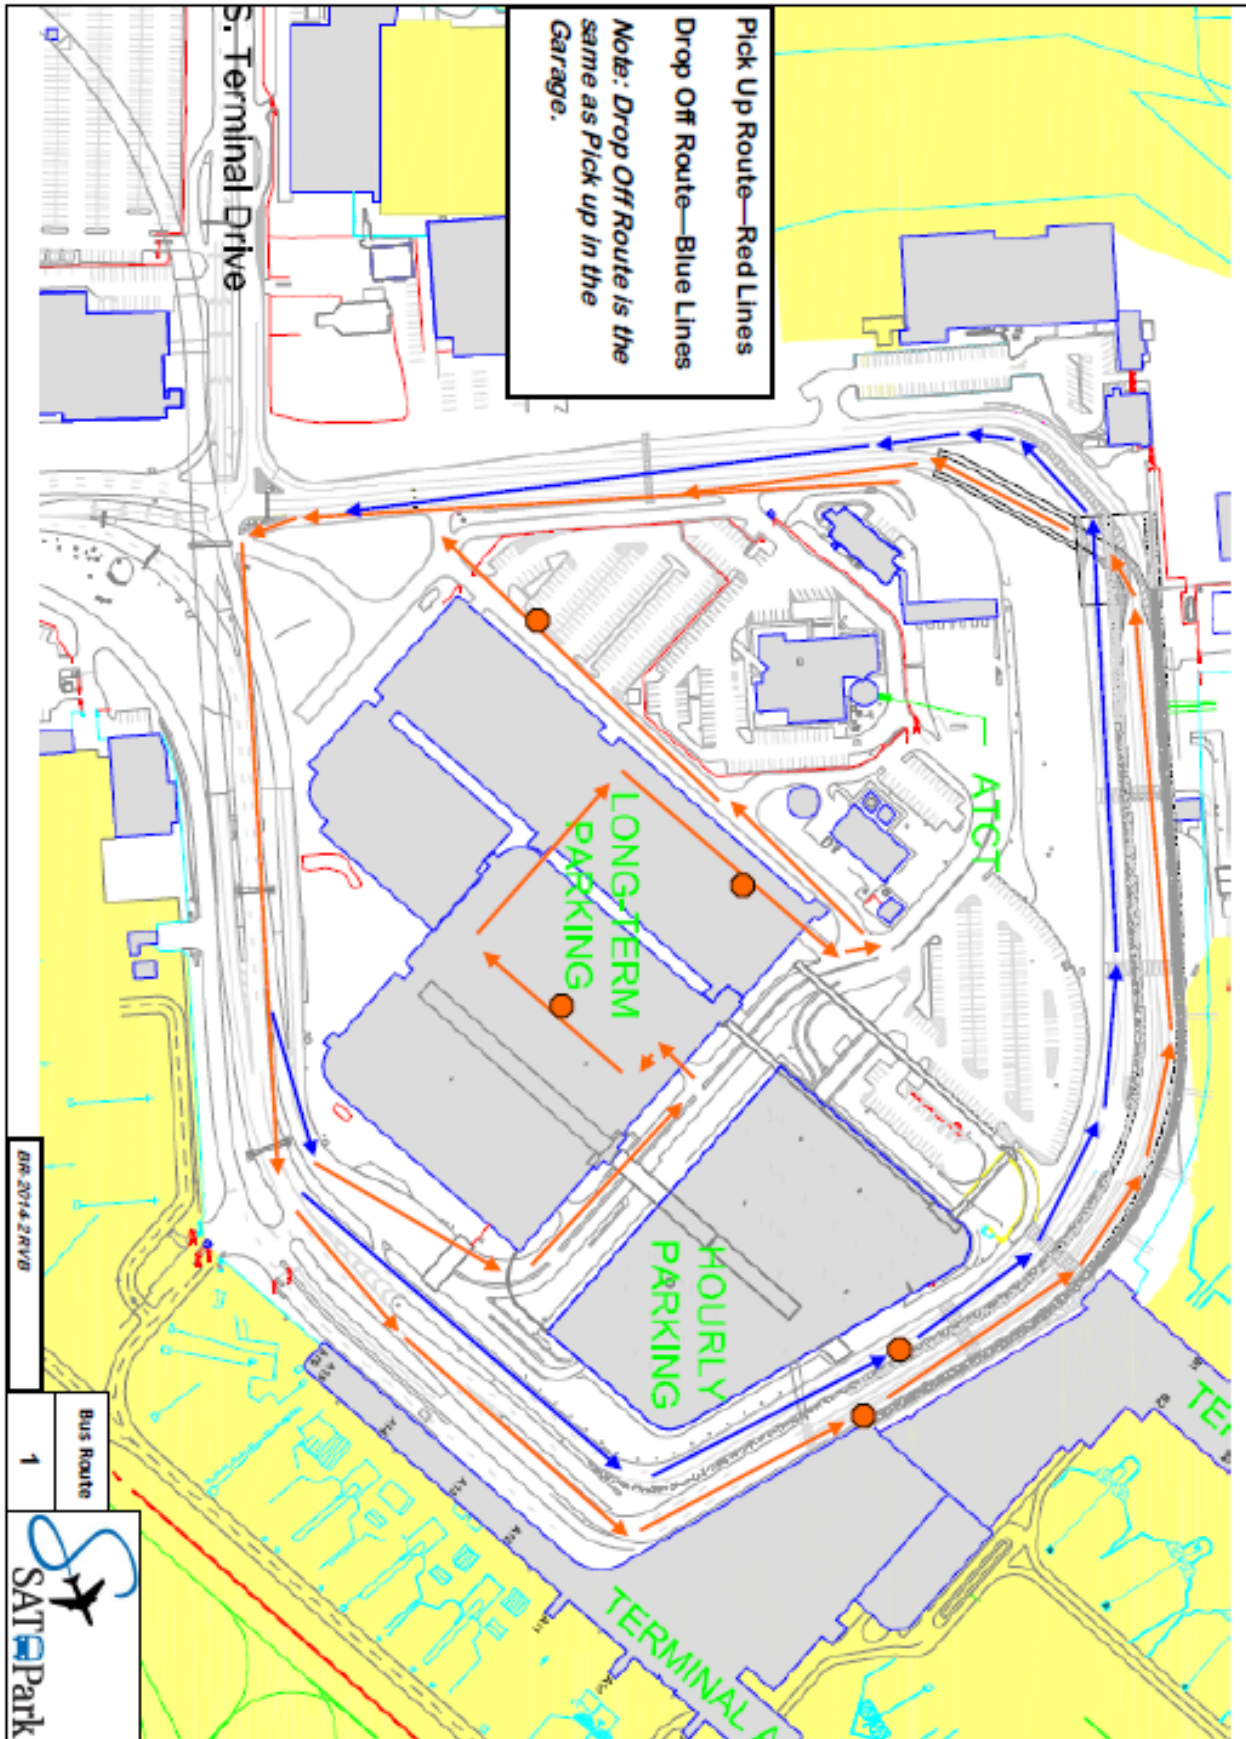 Pick Up Route—Red Lines
Drop Off Route—Blue Lines
Note: Drop Off Route is the
same as Pick up in the
Garage.
S. Terminal Drive
ATCT
LONG-TERM
PARKING
HOURLY
PARKING
TERMINAL A
TE
BR-2014-2 RVB
Bus Route
1
SAT Park